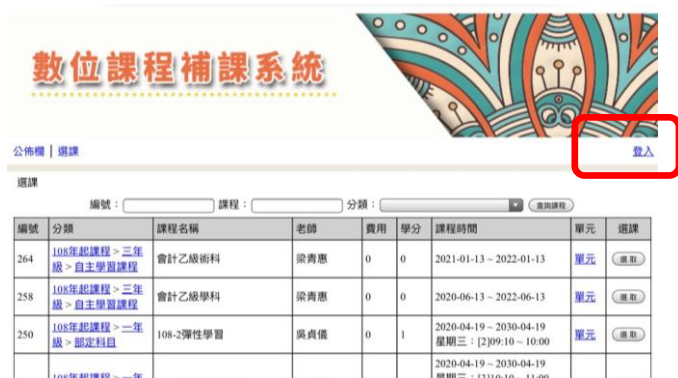 數位課程補課系統
公佈欄 | 選課 登入
選課
編號： 課程： 分類： 查詢課程
編號 分類 課程名稱 老師 費用 學分 課程時間 單元 選課
264 108年起課程 > 三年級 > 自主學習課程 會計乙級術科 梁青惠 0 0 2021-01-13 ~ 2022-01-13 單元 選取
258 108年起課程 > 三年級 > 自主學習課程 會計乙級學科 梁青惠 0 0 2020-06-13 ~ 2022-06-13 單元 選取
250 108年起課程 > 一年級 > 部定科目 108-2彈性學習 吳貞儀 0 1 2020-04-19 ~ 2030-04-19 星期三：[2]09:10 ~ 10:00 單元 選取
2020-04-19 ~ 2030-04-19